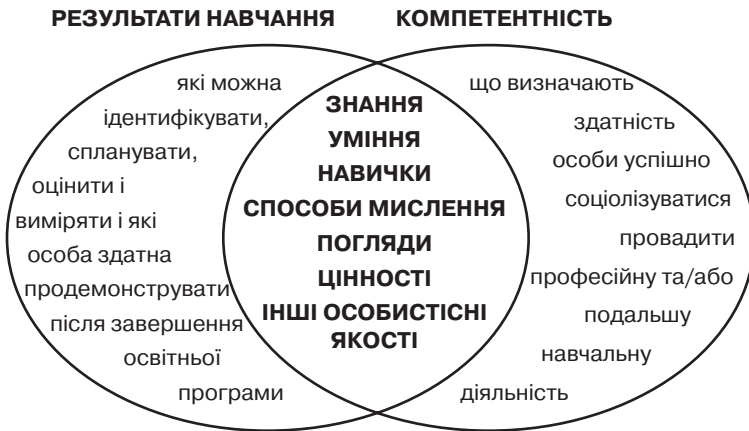 РЕЗУЛЬТАТИ НАВЧАННЯ
КОМПЕТЕНТНІСТЬ
які можна
ідентифікувати,
спланувати,
оцінити і
виміряти і які
особа здатна
продемонструвати
після завершення
освітньої
програми
ЗНАННЯ
УМІННЯ
НАВИЧКИ
СПОСОБИ МИСЛЕННЯ
ПОГЛЯДИ
ЦІННОСТІ
ІНШІ ОСОБИСТІСНІ
ЯКОСТІ
що визначають
здатність
особи успішно
соціолізуватися
провадити
професійну та/або
подальшу
навчальну
діяльність